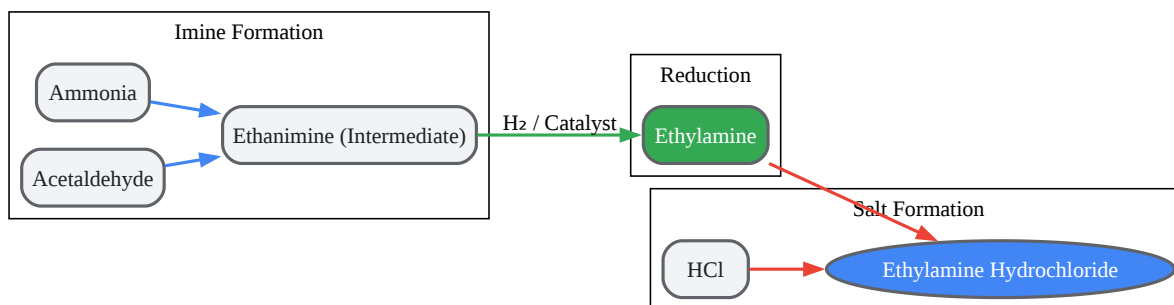 Imine Formation
Ammonia
Acetaldehyde
Ethanimine (Intermediate)
H₂ / Catalyst
Reduction
Ethylamine
Salt Formation
HCl
Ethylamine Hydrochloride